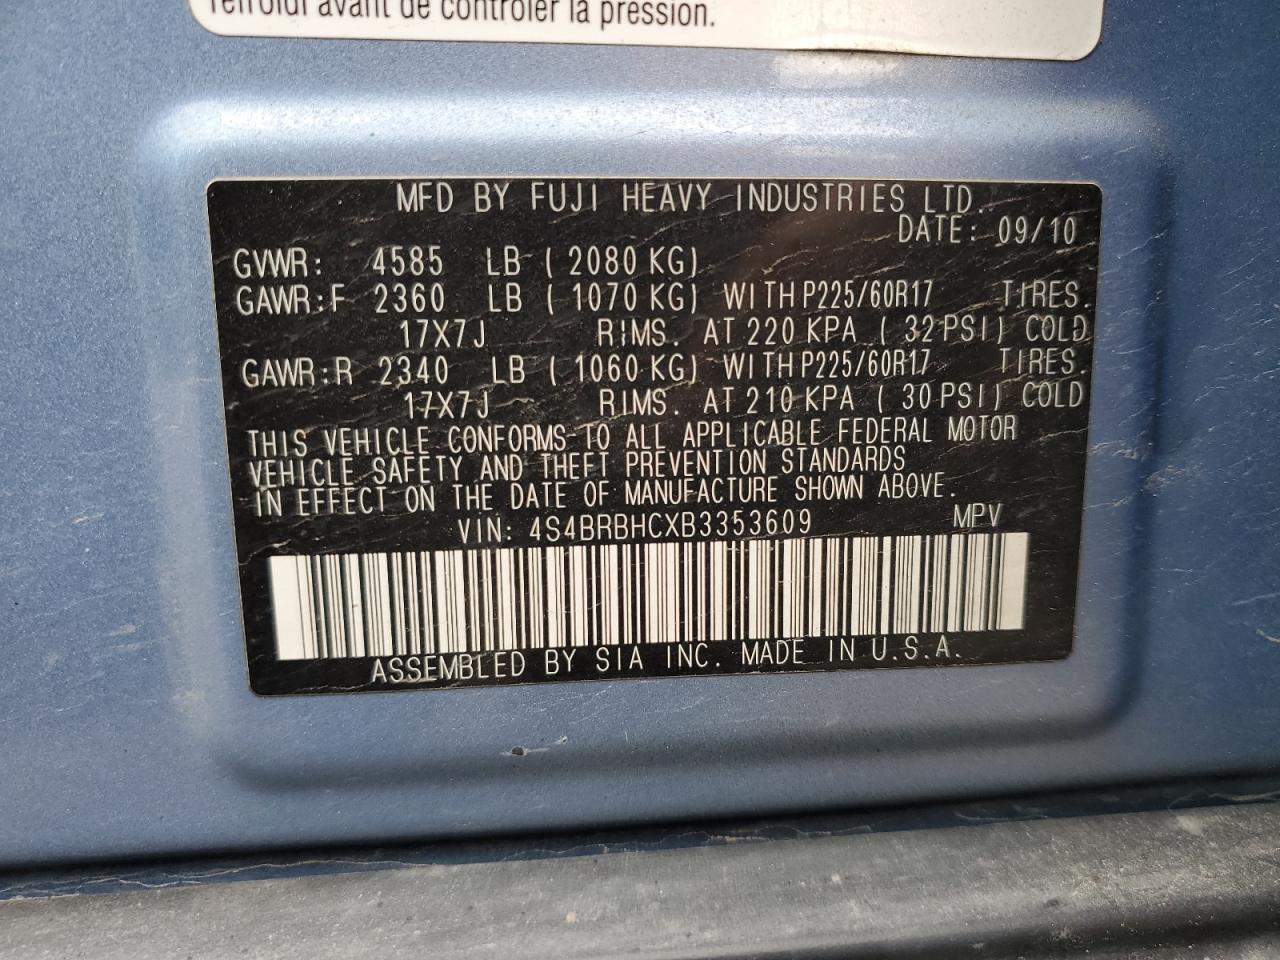 refroidi avant de contrôler la pression.
MFD BY FUJI HEAVY INDUSTRIES LTD.
DATE: 09/10
GVWR: 4585 LB ( 2080 KG)
GAWR:F 2360 LB ( 1070 KG) WITH P225/60R17 TIRES.
17X7J RIMS. AT 220 KPA ( 32 PSI) COLD
GAWR:R 2340 LB ( 1060 KG) WITH P225/60R17 TIRES.
17X7J RIMS. AT 210 KPA ( 30 PSI) COLD
THIS VEHICLE CONFORMS TO ALL APPLICABLE FEDERAL MOTOR
VEHICLE SAFETY AND THEFT PREVENTION STANDARDS
IN EFFECT ON THE DATE OF MANUFACTURE SHOWN ABOVE.
VIN: 4S4BRBHCXB3353609 MPV
ASSEMBLED BY SIA INC. MADE IN U.S.A.